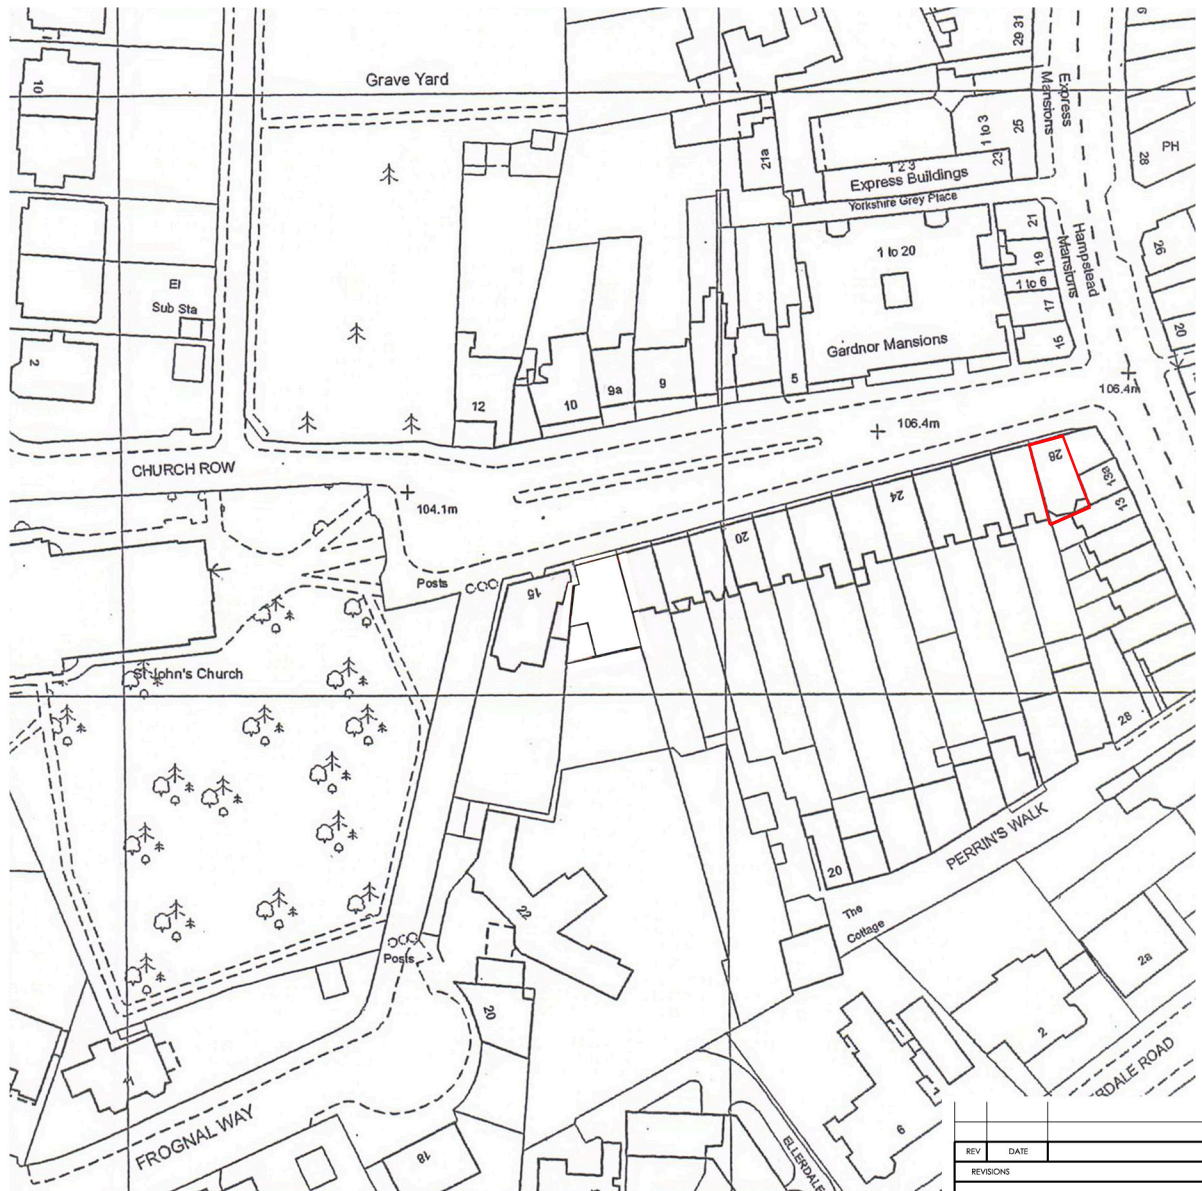 29 31
Grave Yard
10
Express
Mansions
1 to 3
25
23
PH
28
21a
1 2 3
Express Buildings
Yorkshire Grey Place
21
Hampstead
Mansions
26
1 to 20
19
El
Sub Sta
1 to 6
17
20
2
Gardnor Mansions
15
5
9
9a
10
12
106.4m
106.4m
CHURCH ROW
28
13a
13
24
104.1m
20
Posts
15
St John's Church
28
PERRIN'S WALK
20
The
Cottage
22
Posts
2a
20
2
ERDALE ROAD
1
FROGNAL WAY
18
6
ELLERDALE
REV DATE
REVISIONS